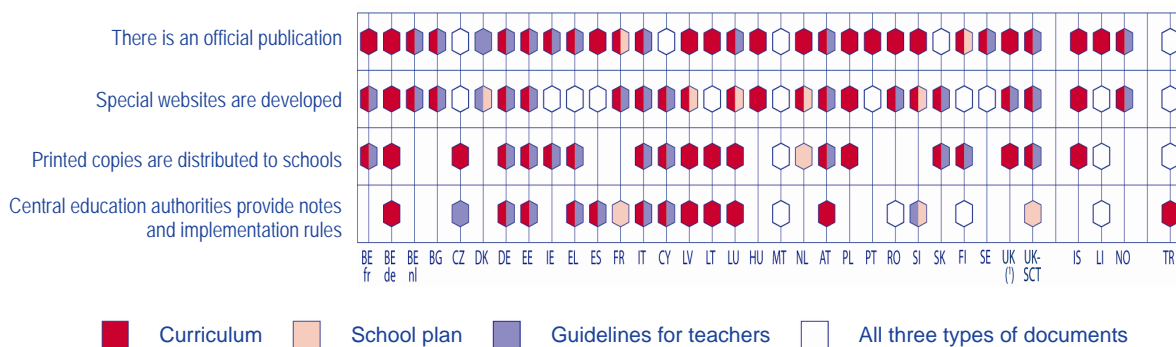 There is an official publication
Special websites are developed
Printed copies are distributed to schools
Central education authorities provide notes
and implementation rules
BE fr BE de BE nl BG CZ DK DE EE IE EL ES FR IT CY LV LT LU HU MT NL AT PL PT RO SI SK FI SE UK (¹) UK-SCT IS LI NO TR
Curriculum School plan Guidelines for teachers All three types of documents